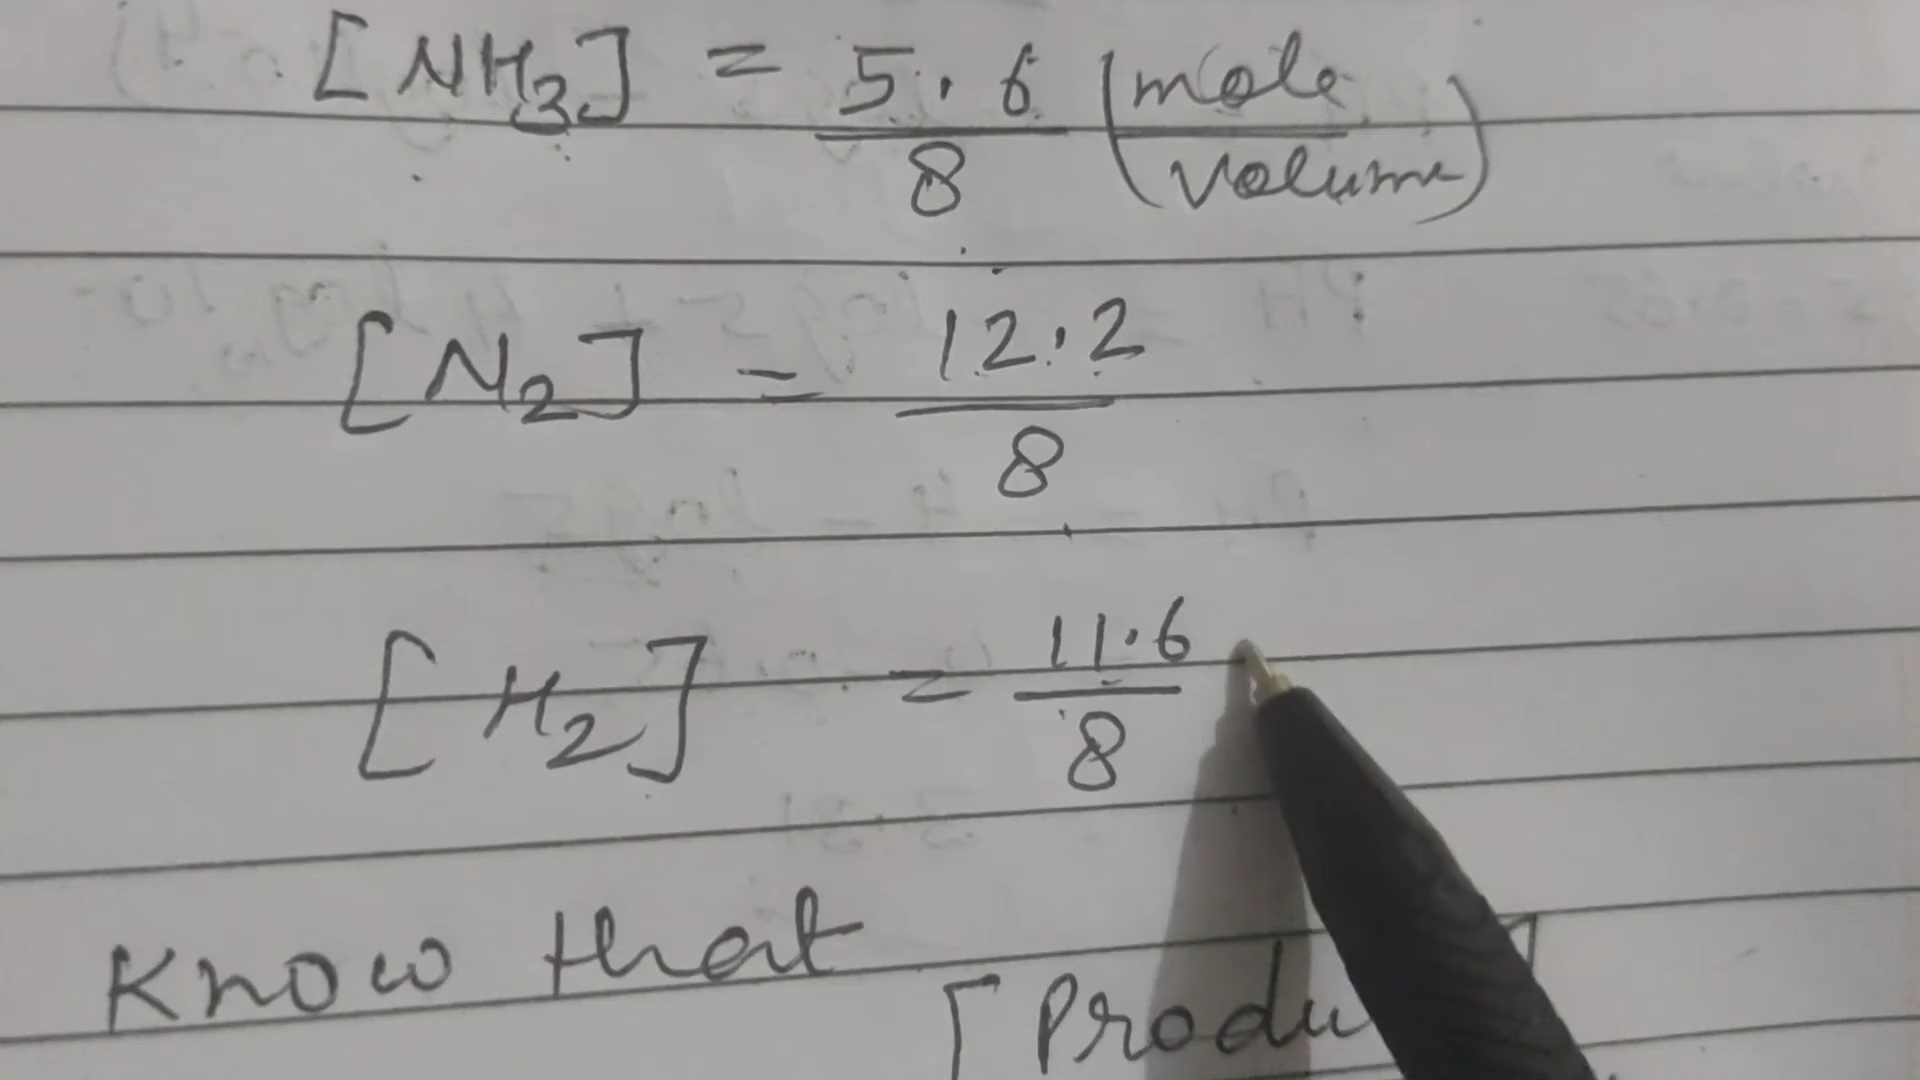 [NH3] = 5.6/8 (mole/volume)
[N2] = 12.2/8
[H2] = 11.6/8
Know that
[Produ